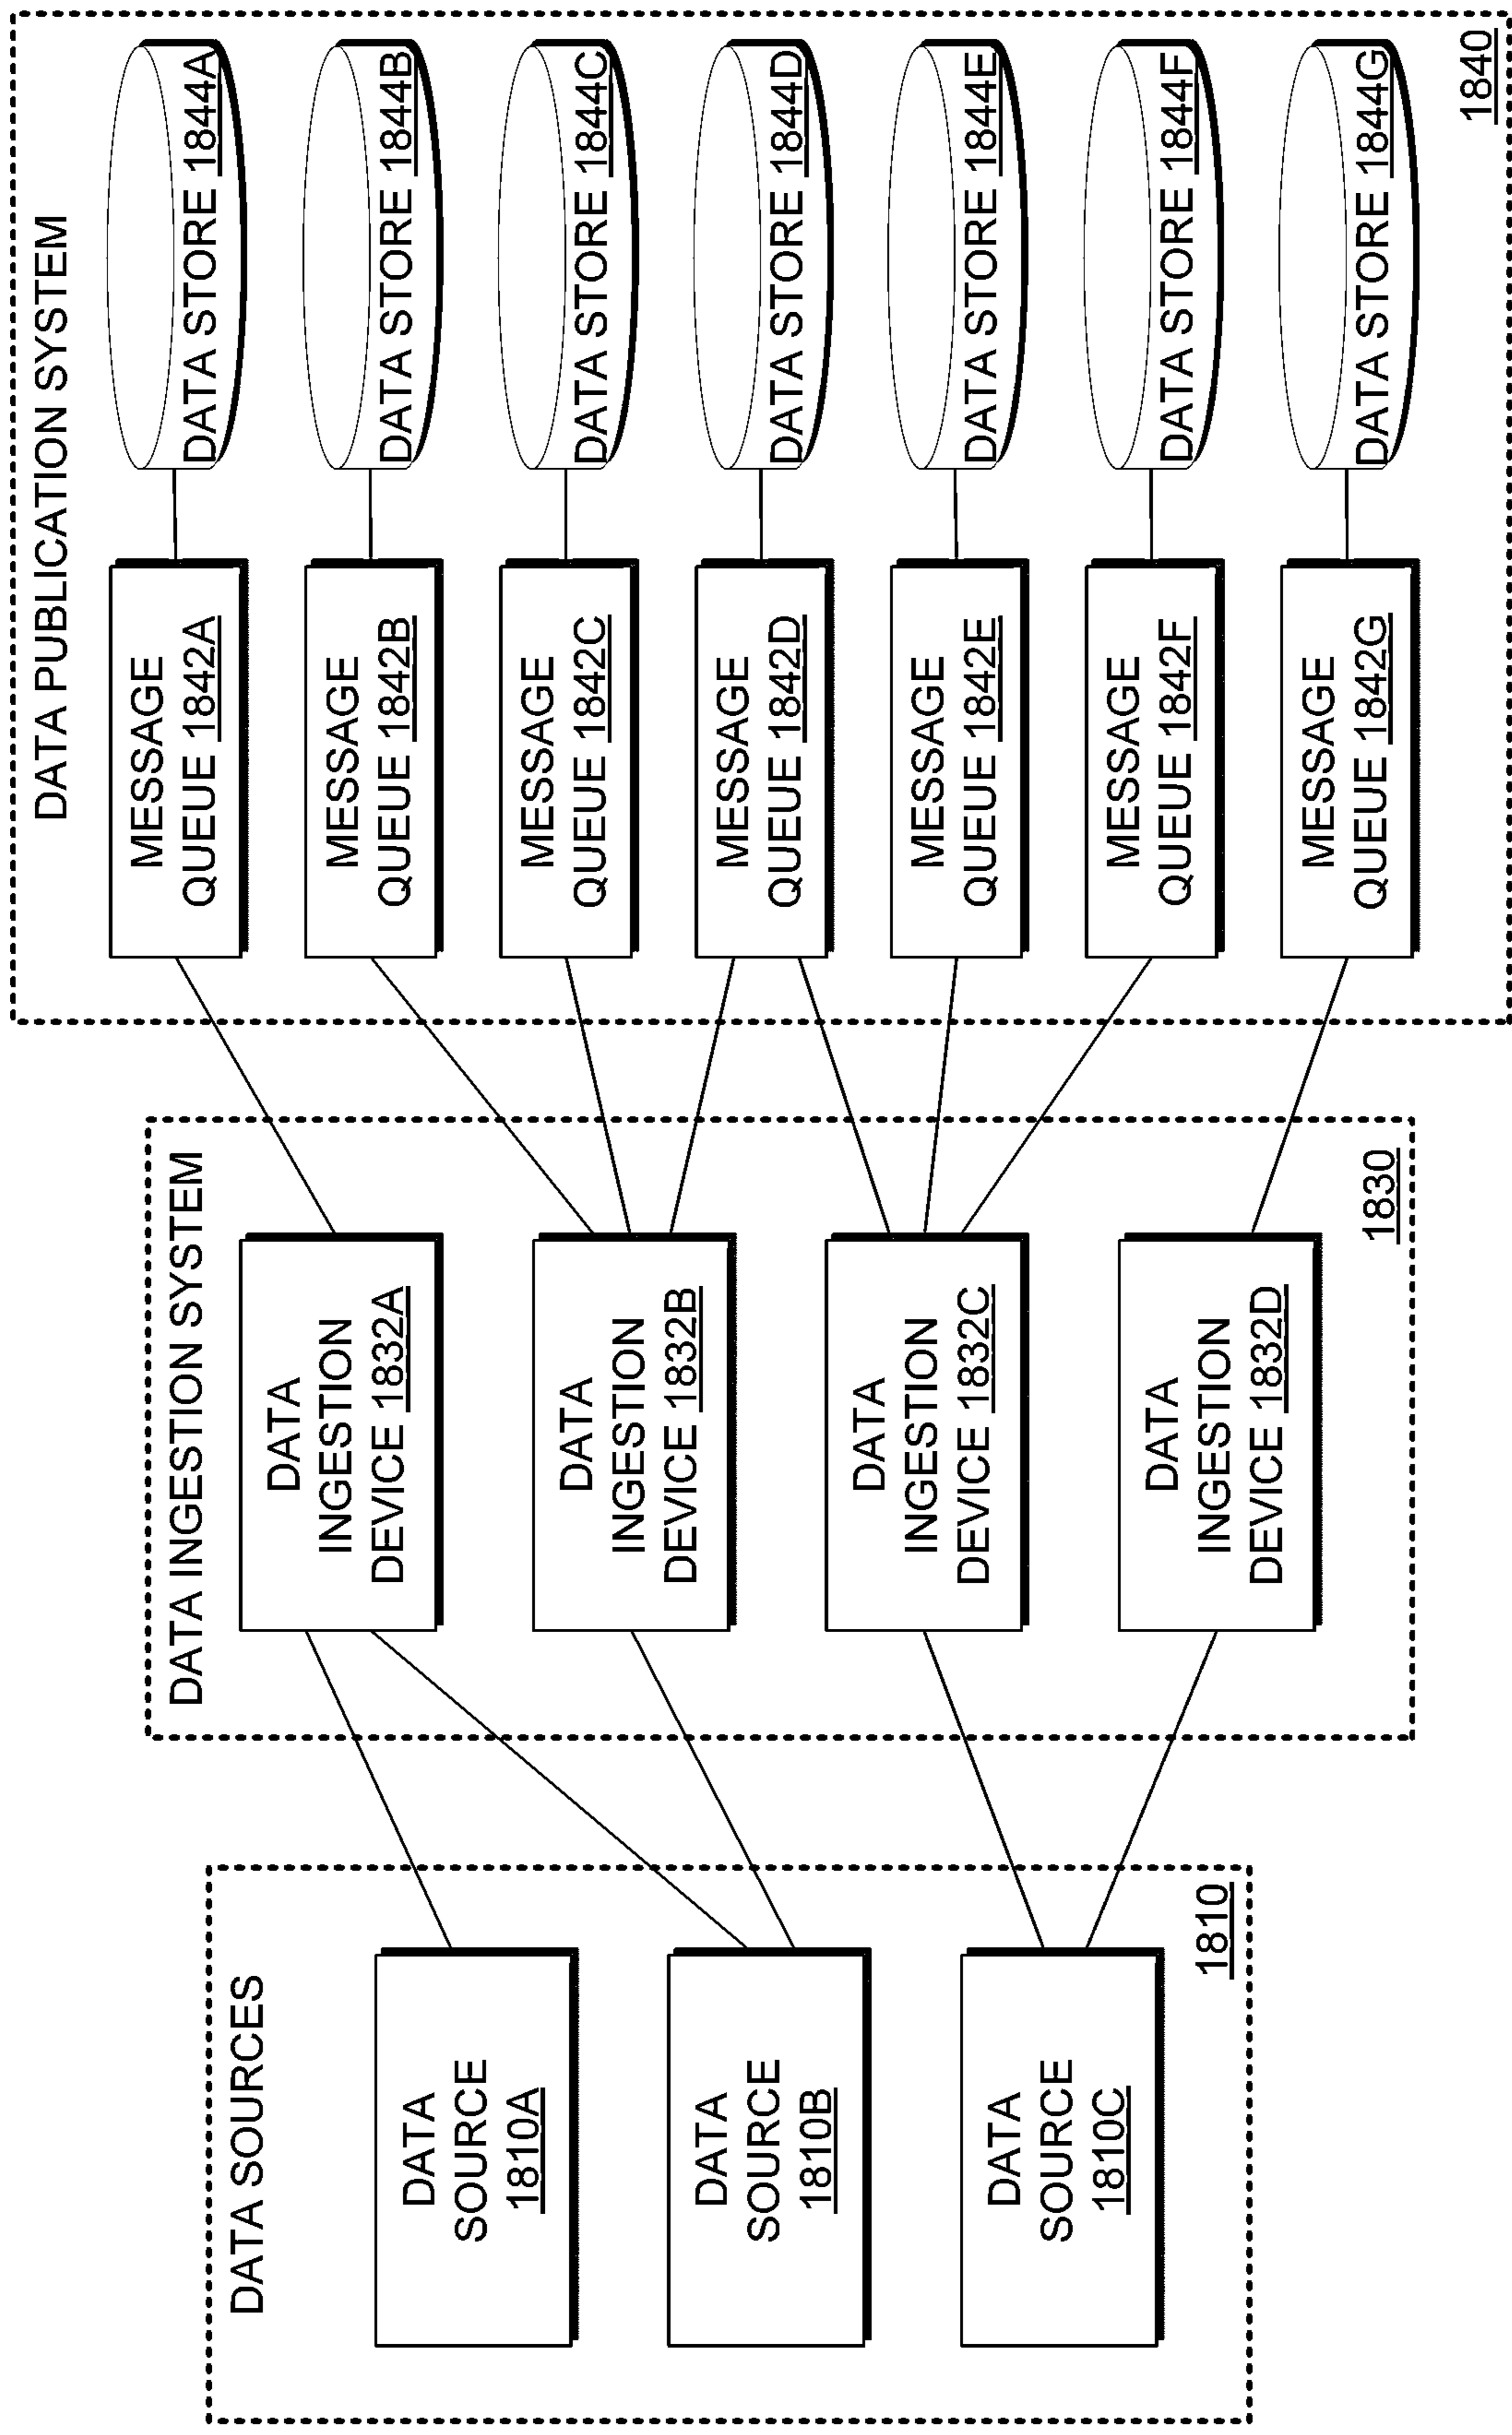 DATA SOURCES
DATA
SOURCE
1810A
DATA
SOURCE
1810B
DATA
SOURCE
1810C
1810
DATA INGESTION SYSTEM
DATA
INGESTION
DEVICE 1832A
DATA
INGESTION
DEVICE 1832B
DATA
INGESTION
DEVICE 1832C
DATA
INGESTION
DEVICE 1832D
1830
DATA PUBLICATION SYSTEM
MESSAGE
QUEUE 1842A
DATA STORE 1844A
MESSAGE
QUEUE 1842B
DATA STORE 1844B
MESSAGE
QUEUE 1842C
DATA STORE 1844C
MESSAGE
QUEUE 1842D
DATA STORE 1844D
MESSAGE
QUEUE 1842E
DATA STORE 1844E
MESSAGE
QUEUE 1842F
DATA STORE 1844F
MESSAGE
QUEUE 1842G
DATA STORE 1844G
1840